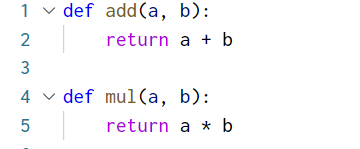 1 def add(a, b):
2     return a + b
3
4 def mul(a, b):
5     return a * b